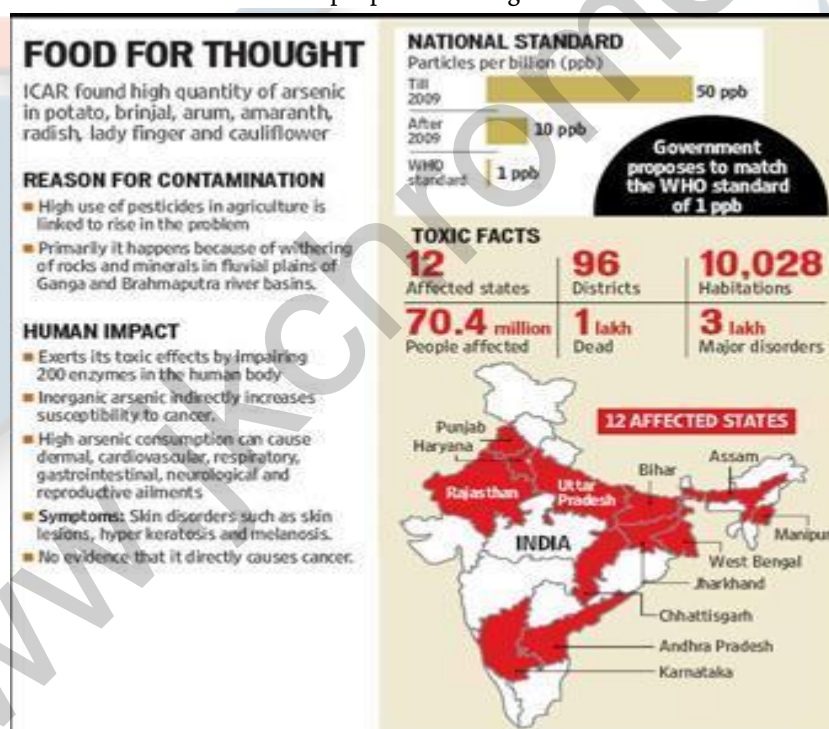 FOOD FOR THOUGHT
ICAR found high quantity of arsenic
in potato, brinjal, arum, amaranth,
radish, lady finger and cauliflower
REASON FOR CONTAMINATION
High use of pesticides in agriculture is
linked to rise in the problem
Primarily it happens because of withering
of rocks and minerals in fluvial plains of
Ganga and Brahmaputra river basins.
HUMAN IMPACT
Exerts its toxic effects by impairing
200 enzymes in the human body
Inorganic arsenic indirectly increases
susceptibility to cancer.
High arsenic consumption can cause
dermal, cardiovascular, respiratory,
gastrointestinal, neurological and
reproductive ailments
Symptoms: Skin disorders such as skin
lesions, hyper keratosis and melanosis.
No evidence that it directly causes cancer.
NATIONAL STANDARD
Particles per billion (ppb)
Till
2009
50 ppb
After
2009
10 ppb
WHO
standard
1 ppb
Government
proposes to match
the WHO standard
of 1 ppb
TOXIC FACTS
12
Affected states
96
Districts
10,028
Habitations
70.4 million
People affected
1 lakh
Dead
3 lakh
Major disorders
12 AFFECTED STATES
Punjab
Haryana
Rajasthan
Uttar
Pradesh
Bihar
Assam
Manipur
INDIA
West Bengal
Jharkhand
Chhattisgarh
Andhra Pradesh
Karnataka